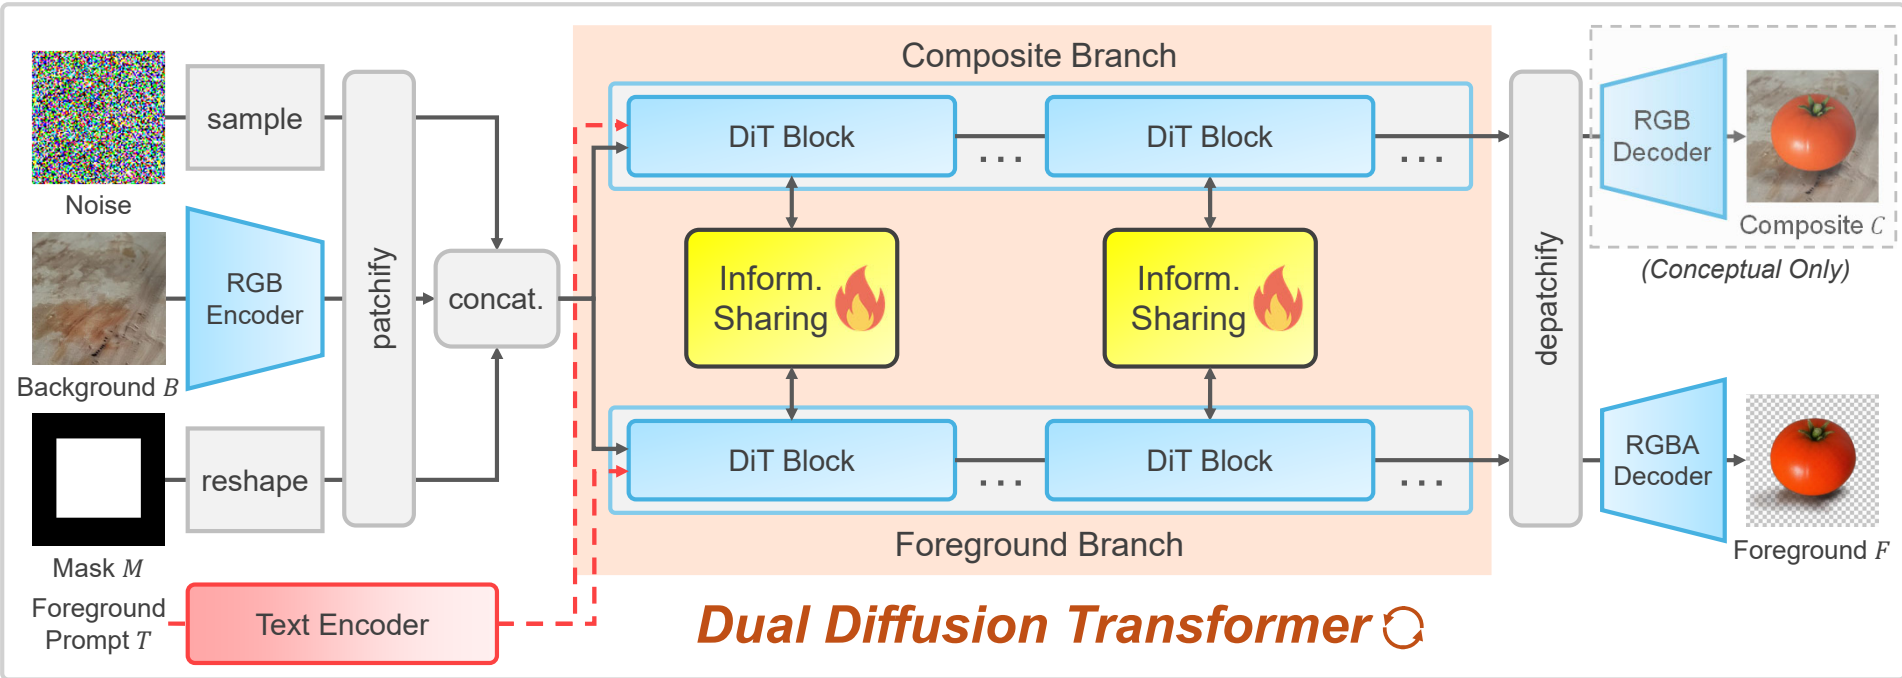 Noise
sample
Background B
RGB
Encoder
Mask M
reshape
Foreground
Prompt T
Text Encoder
patchify
concat.
Composite Branch
DiT Block
...
DiT Block
...
Inform.
Sharing
Inform.
Sharing
DiT Block
...
DiT Block
...
Foreground Branch
Dual Diffusion Transformer
depatchify
RGB
Decoder
Composite C
(Conceptual Only)
RGBA
Decoder
Foreground F